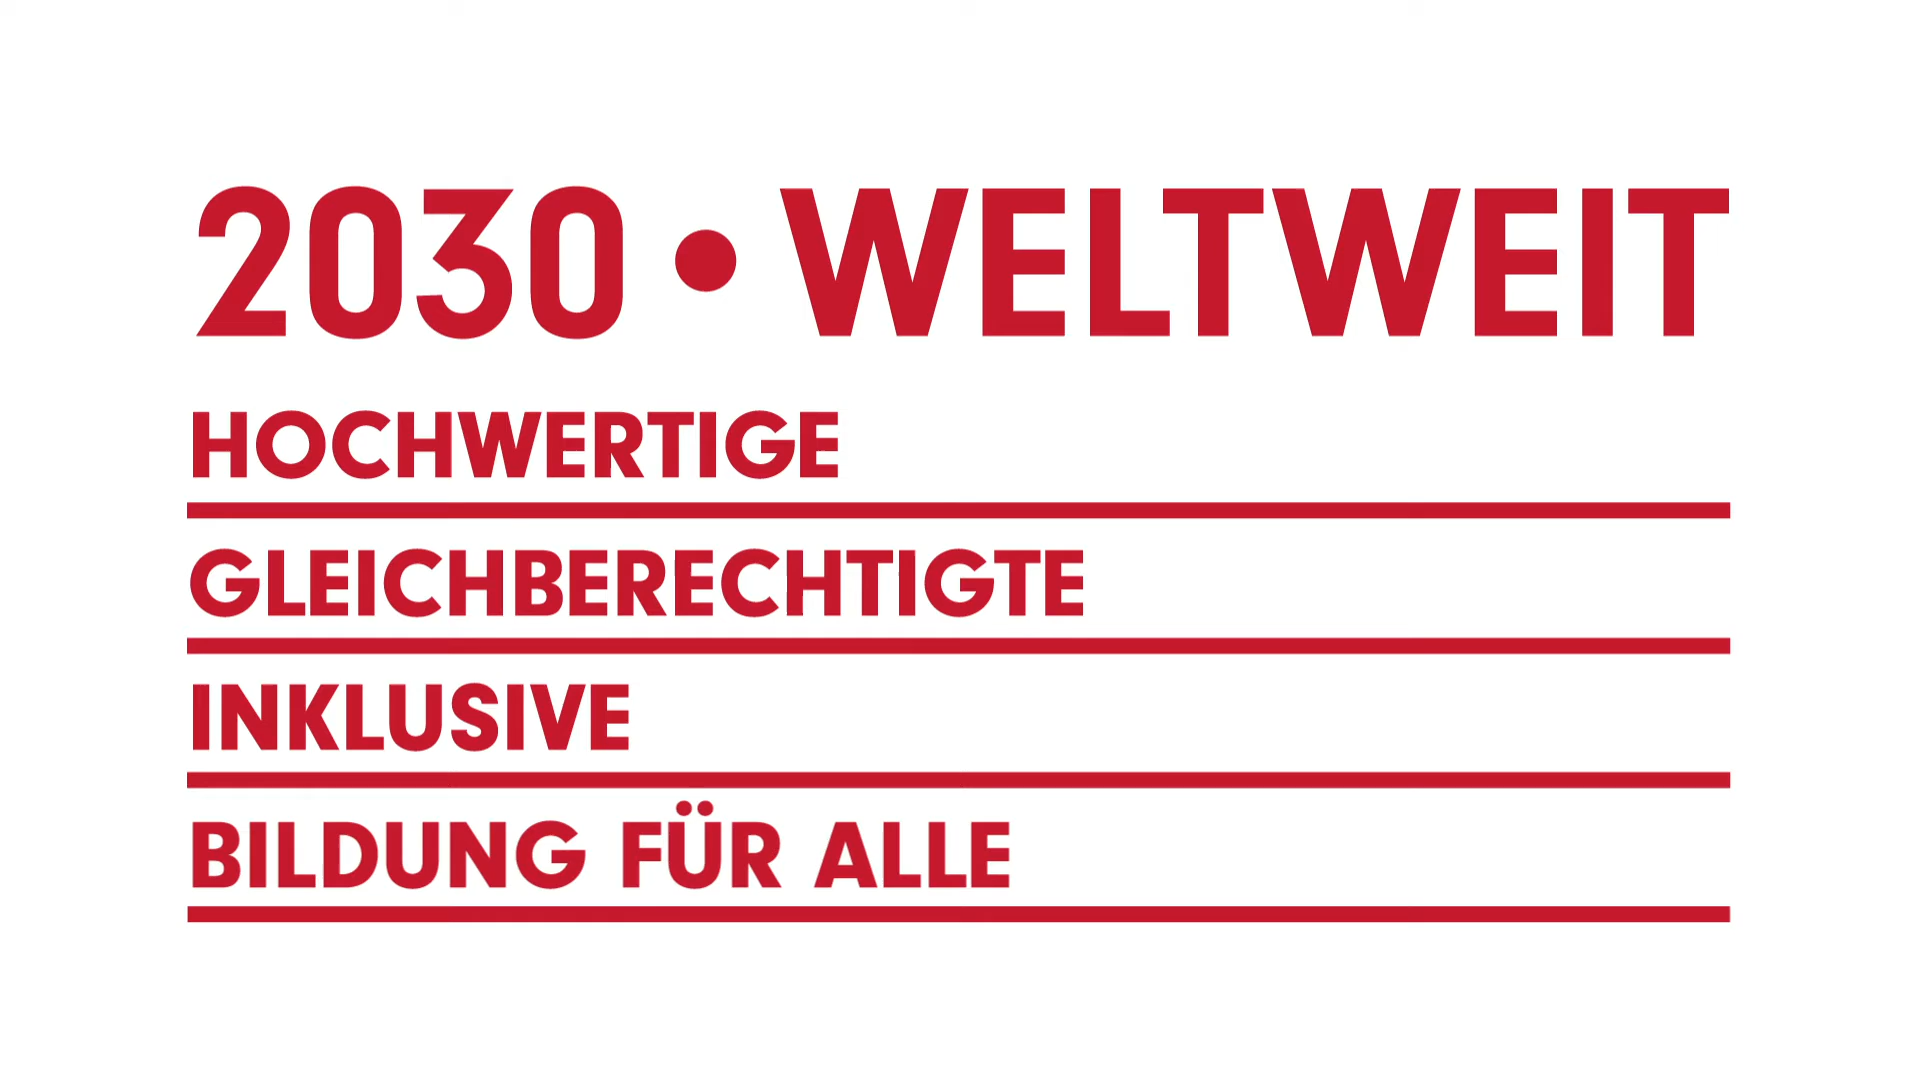 2030 • WELTWEIT
HOCHWERTIGE
GLEICHBERECHTIGTE
INKLUSIVE
BILDUNG FÜR ALLE